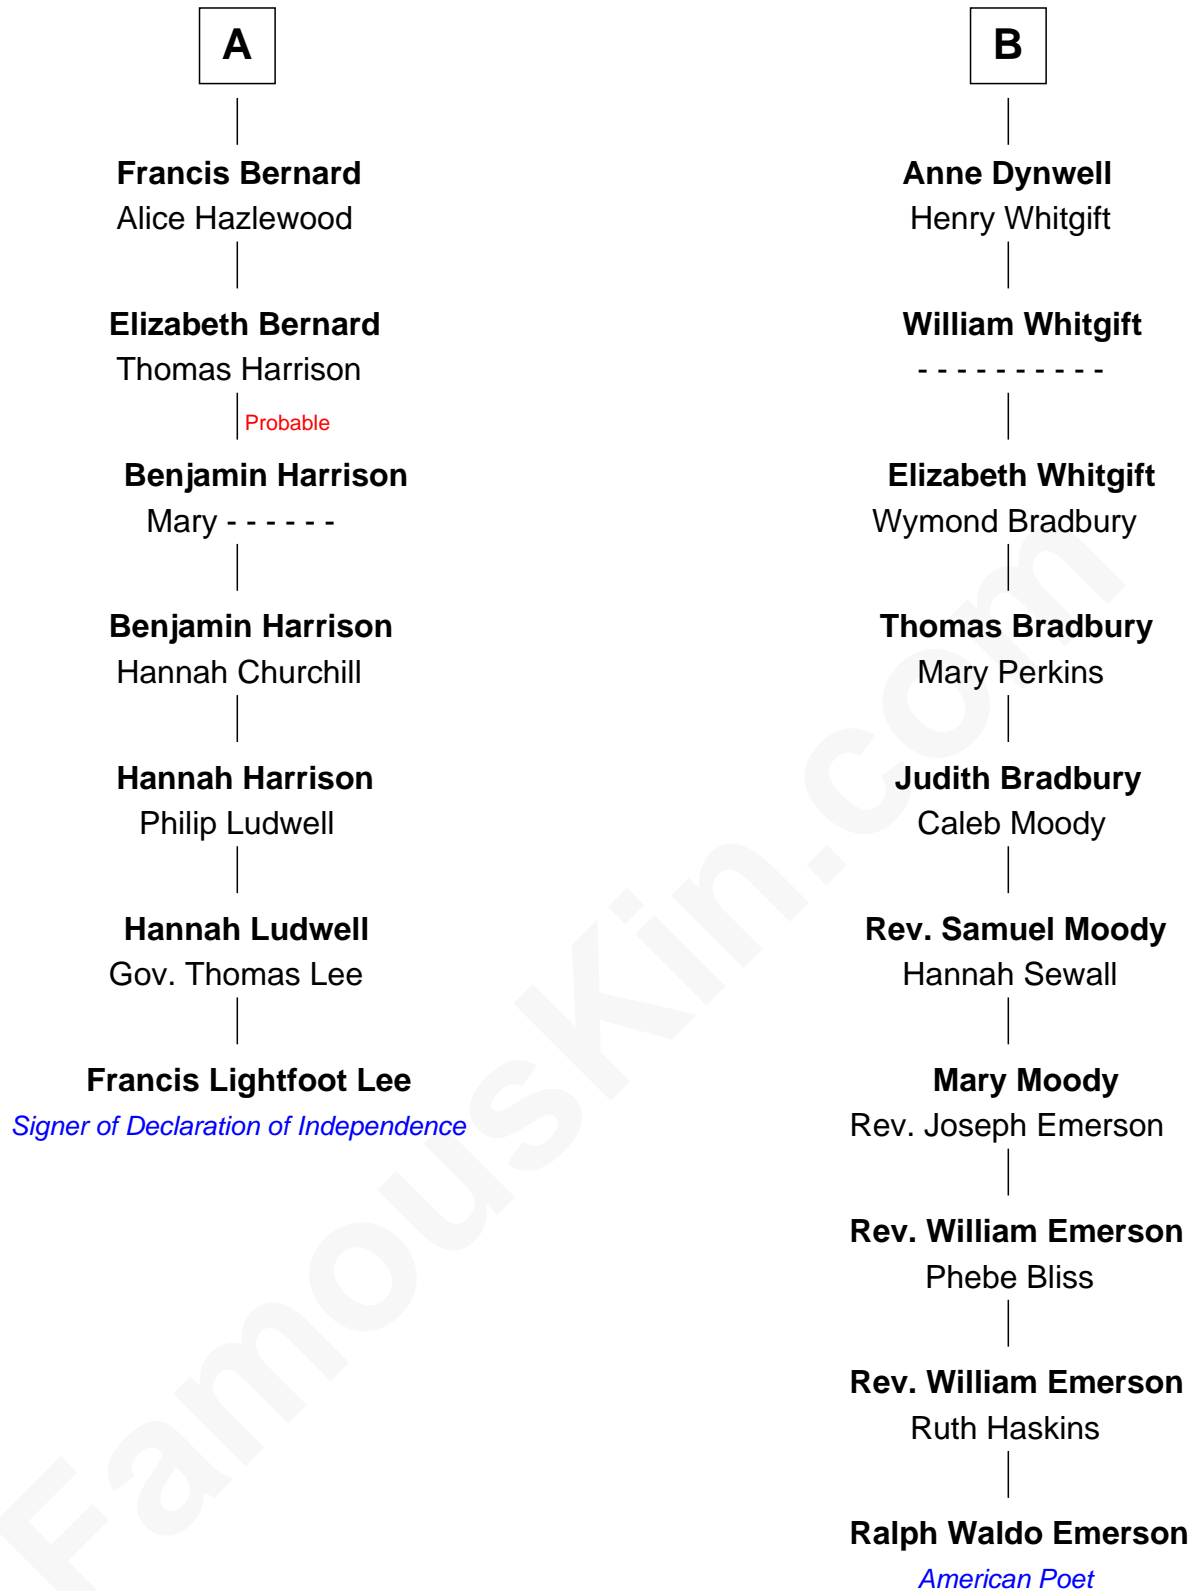 A
Francis Bernard
Alice Hazlewood
Elizabeth Bernard
Thomas Harrison
Probable
Benjamin Harrison
Mary - - - - - -
Benjamin Harrison
Hannah Churchill
Hannah Harrison
Philip Ludwell
Hannah Ludwell
Gov. Thomas Lee
Francis Lightfoot Lee
Signer of Declaration of Independence
B
Anne Dynwell
Henry Whitgift
William Whitgift
- - - - - - - - - -
Elizabeth Whitgift
Wymond Bradbury
Thomas Bradbury
Mary Perkins
Judith Bradbury
Caleb Moody
Rev. Samuel Moody
Hannah Sewall
Mary Moody
Rev. Joseph Emerson
Rev. William Emerson
Phebe Bliss
Rev. William Emerson
Ruth Haskins
Ralph Waldo Emerson
American Poet
FamousKin.com